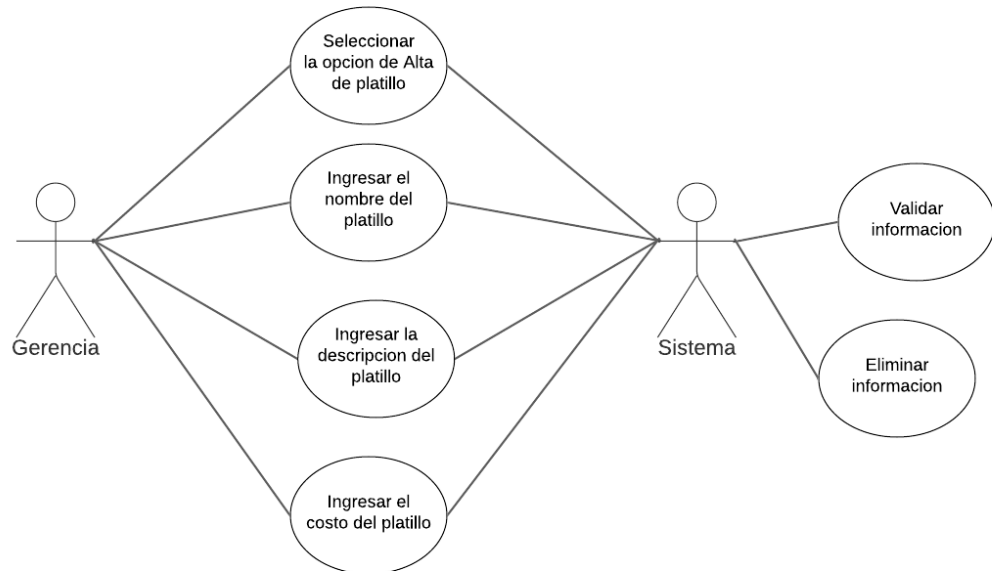 Seleccionar
la opcion de Alta
de platillo
Ingresar el
nombre del
platillo
Validar
informacion
Gerencia
Ingresar la
descripcion del
platillo
Sistema
Eliminar
informacion
Ingresar el
costo del platillo